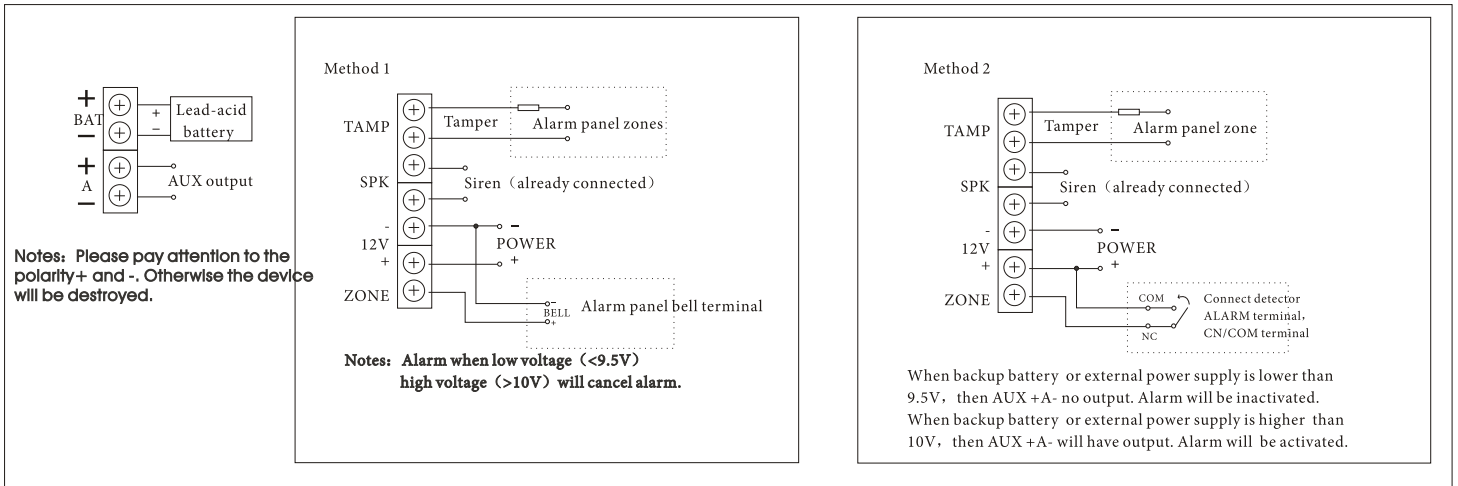 +
BAT
−
+
−
Lead-acid
battery
+
A
−
AUX output
Notes: Please pay attention to the
polarity+ and -. Otherwise the device
will be destroyed.
Method 1
TAMP
Tamper
Alarm panel zones
SPK
Siren（already connected）
-
12V
+
−
POWER
+
ZONE
−
BELL
+
Alarm panel bell terminal
Notes: Alarm when low voltage（<9.5V）
high voltage（>10V）will cancel alarm.
Method 2
TAMP
Tamper
Alarm panel zone
SPK
Siren（already connected）
-
12V
+
−
POWER
+
ZONE
COM
NC
Connect detector
ALARM terminal,
CN/COM terminal
When backup battery or external power supply is lower than
9.5V, then AUX +A- no output. Alarm will be inactivated.
When backup battery or external power supply is higher than
10V, then AUX +A- will have output. Alarm will be activated.